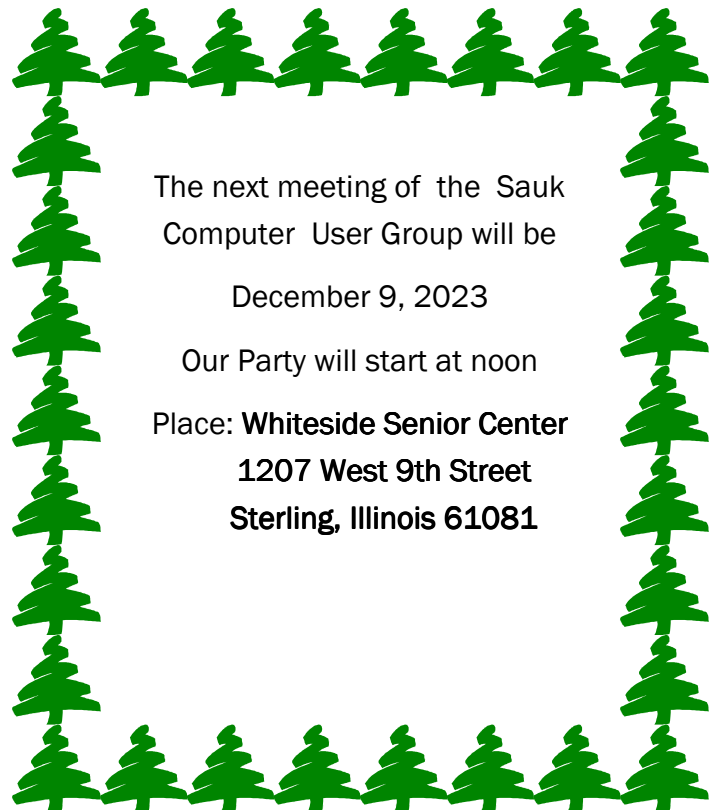 The next meeting of the Sauk
Computer User Group will be
December 9, 2023
Our Party will start at noon
Place: Whiteside Senior Center
1207 West 9th Street
Sterling, Illinois 61081